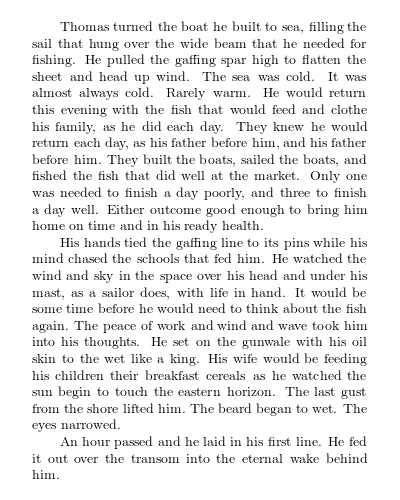 Thomas turned the boat he built to sea, filling the
sail that hung over the wide beam that he needed for
fishing. He pulled the gaffing spar high to flatten the
sheet and head up wind. The sea was cold. It was
almost always cold. Rarely warm. He would return
this evening with the fish that would feed and clothe
his family, as he did each day. They knew he would
return each day, as his father before him, and his father
before him. They built the boats, sailed the boats, and
fished the fish that did well at the market. Only one
was needed to finish a day poorly, and three to finish
a day well. Either outcome good enough to bring him
home on time and in his ready health.
His hands tied the gaffing line to its pins while his
mind chased the schools that fed him. He watched the
wind and sky in the space over his head and under his
mast, as a sailor does, with life in hand. It would be
some time before he would need to think about the fish
again. The peace of work and wind and wave took him
into his thoughts. He set on the gunwale with his oil
skin to the wet like a king. His wife would be feeding
his children their breakfast cereals as he watched the
sun begin to touch the eastern horizon. The last gust
from the shore lifted him. The beard began to wet. The
eyes narrowed.
An hour passed and he laid in his first line. He fed
it out over the transom into the eternal wake behind
him.